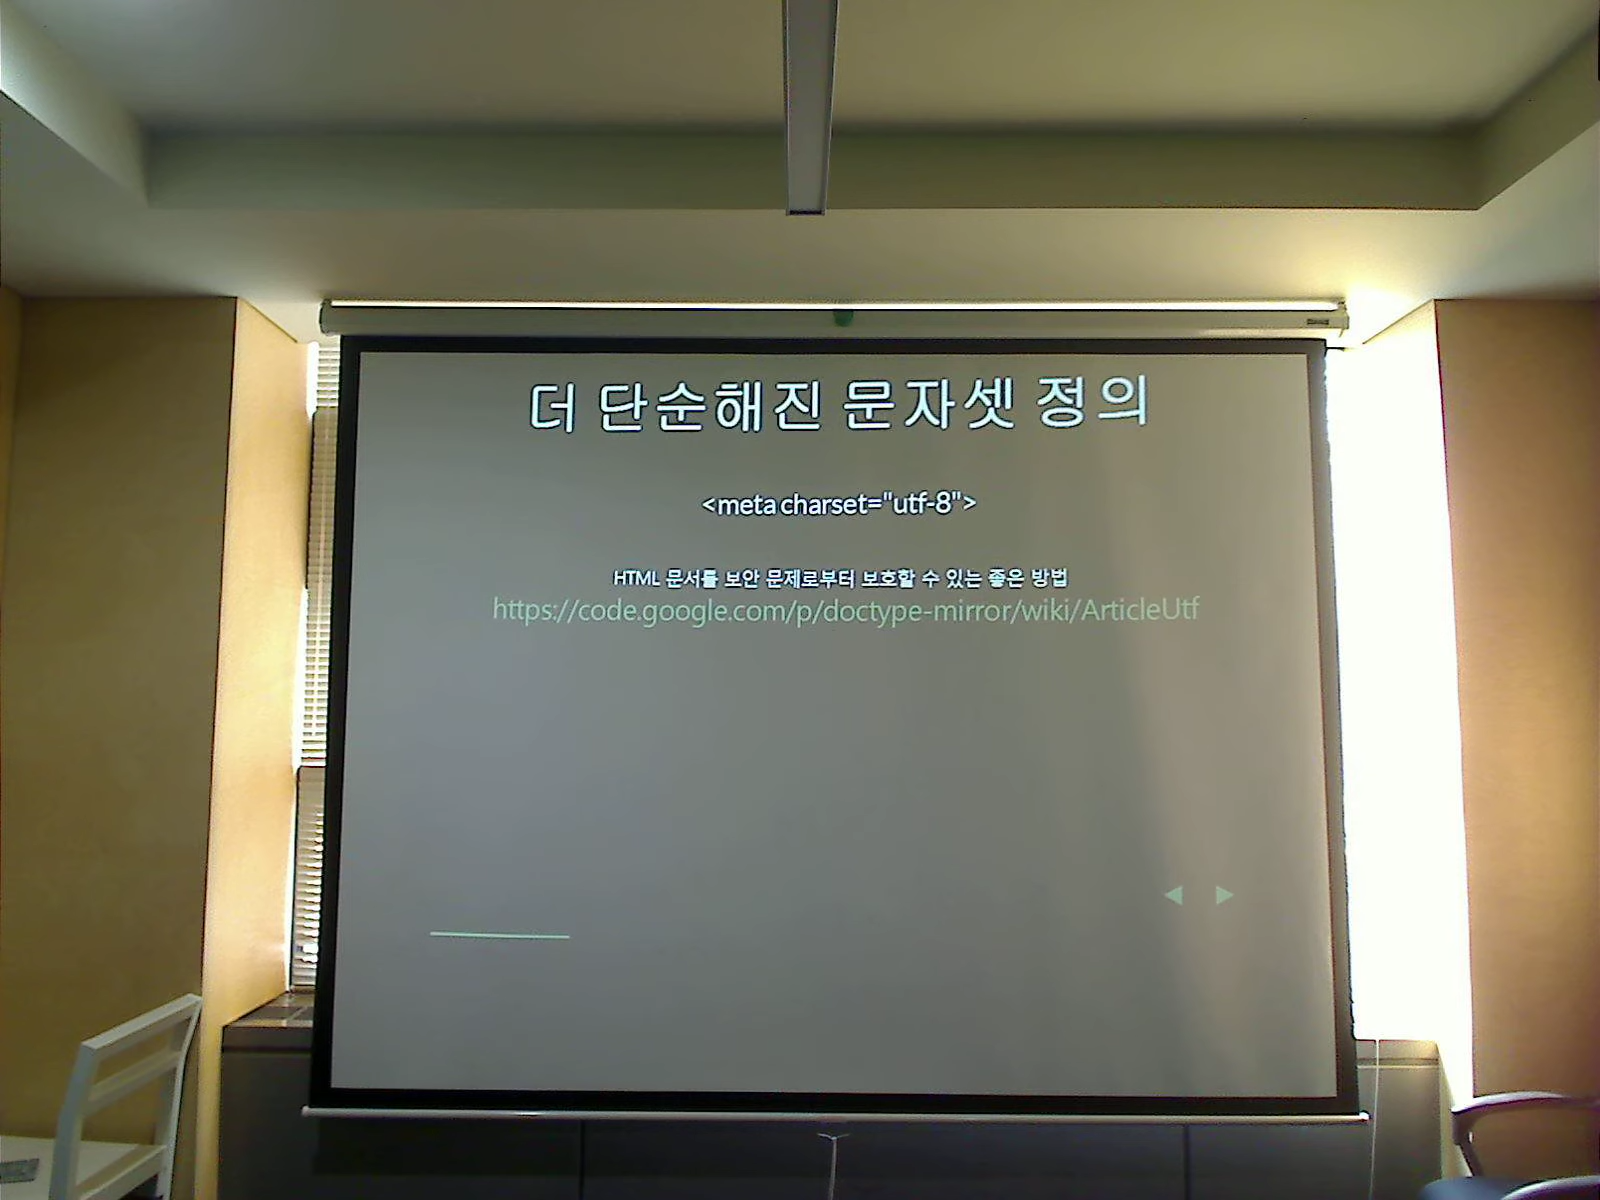 더 단순해진 문자셋 정의
<meta charset="utf-8">
HTML 문서를 보안 문제로부터 보호할 수 있는 좋은 방법
https://code.google.com/p/doctype-mirror/wiki/ArticleUtf